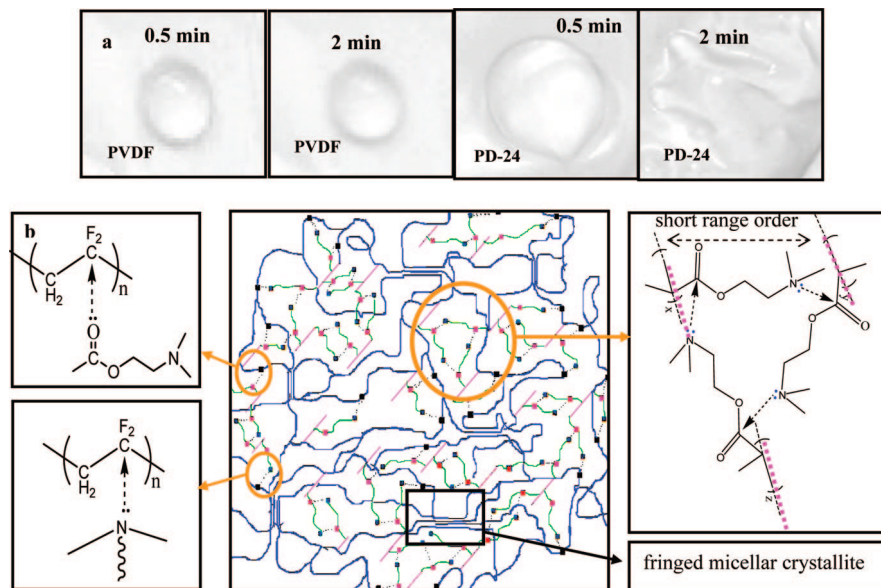 a
0.5 min
PVDF
2 min
PVDF
0.5 min
PD-24
2 min
PD-24
b
F2
C
C
H2
n
O
O
N
F2
C
C
H2
n
N
short range order
O
O
N
x
y
O
O
N
N
O
O
z
fringed micellar crystallite